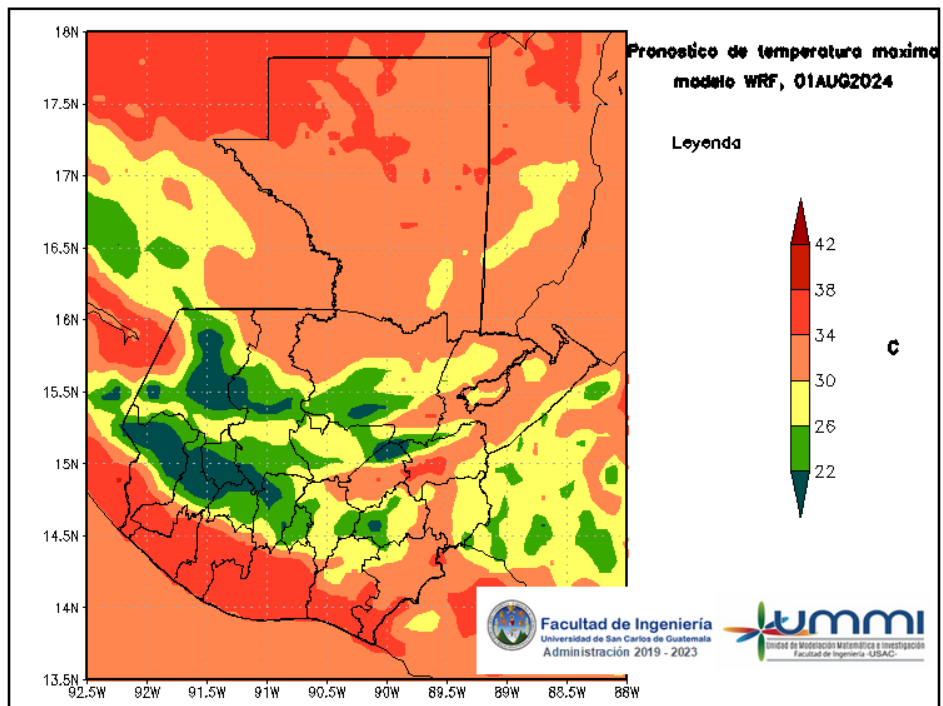 Pronostico de temperatura maxima
modelo WRF, 01AUG2024
Leyenda
18N
17.5N
17N
16.5N
16N
15.5N
15N
14.5N
14N
13.5N
92.5W 92W 91.5W 91W 90.5W 90W 89.5W 89W 88.5W 88W
42
38
34
30
26
22
C
Facultad de Ingeniería
Universidad de San Carlos de Guatemala
Administración 2019 - 2023
UMMI
Unidad de Modelación Matemática e Investigación
Facultad de Ingeniería -USAC-